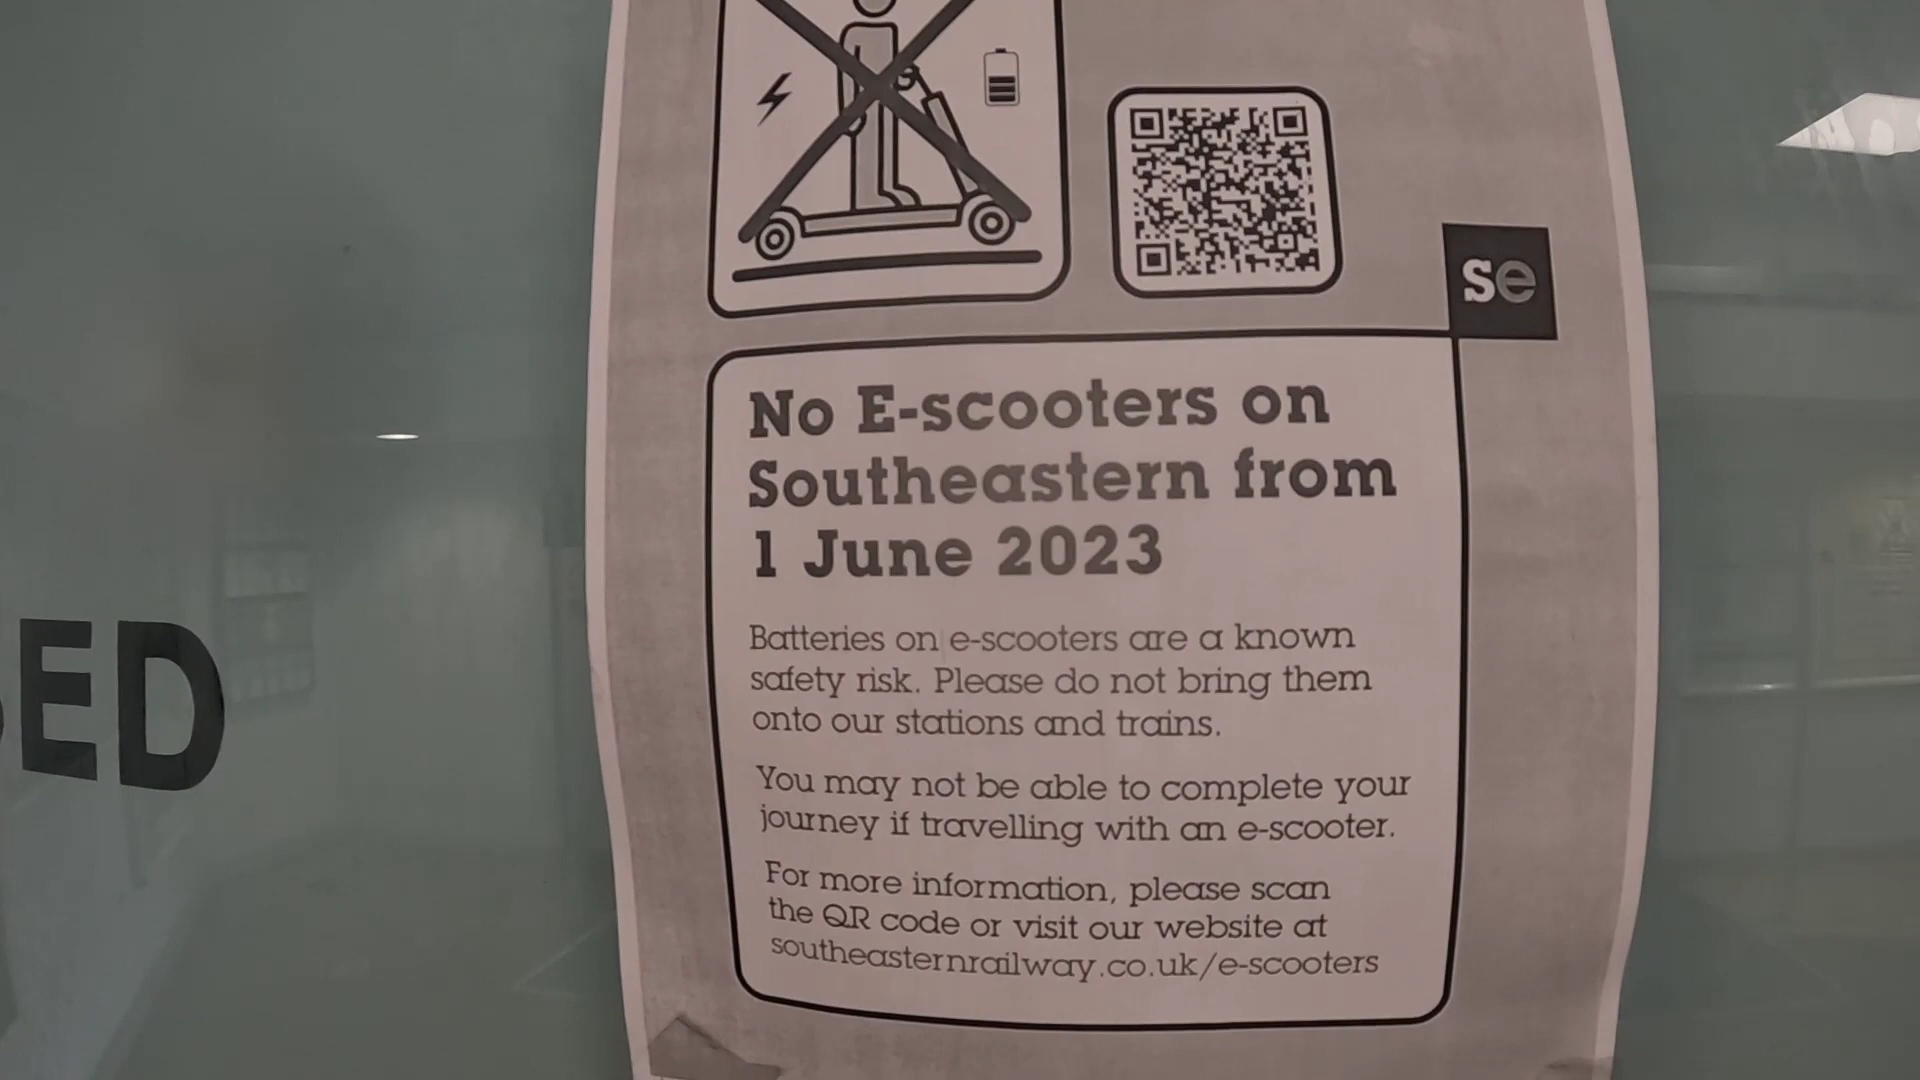 se
No E-scooters on
Southeastern from
1 June 2023
Batteries on e-scooters are a known
safety risk. Please do not bring them
onto our stations and trains.
You may not be able to complete your
journey if travelling with an e-scooter.
For more information, please scan
the QR code or visit our website at
southeasternrailway.co.uk/e-scooters
ED